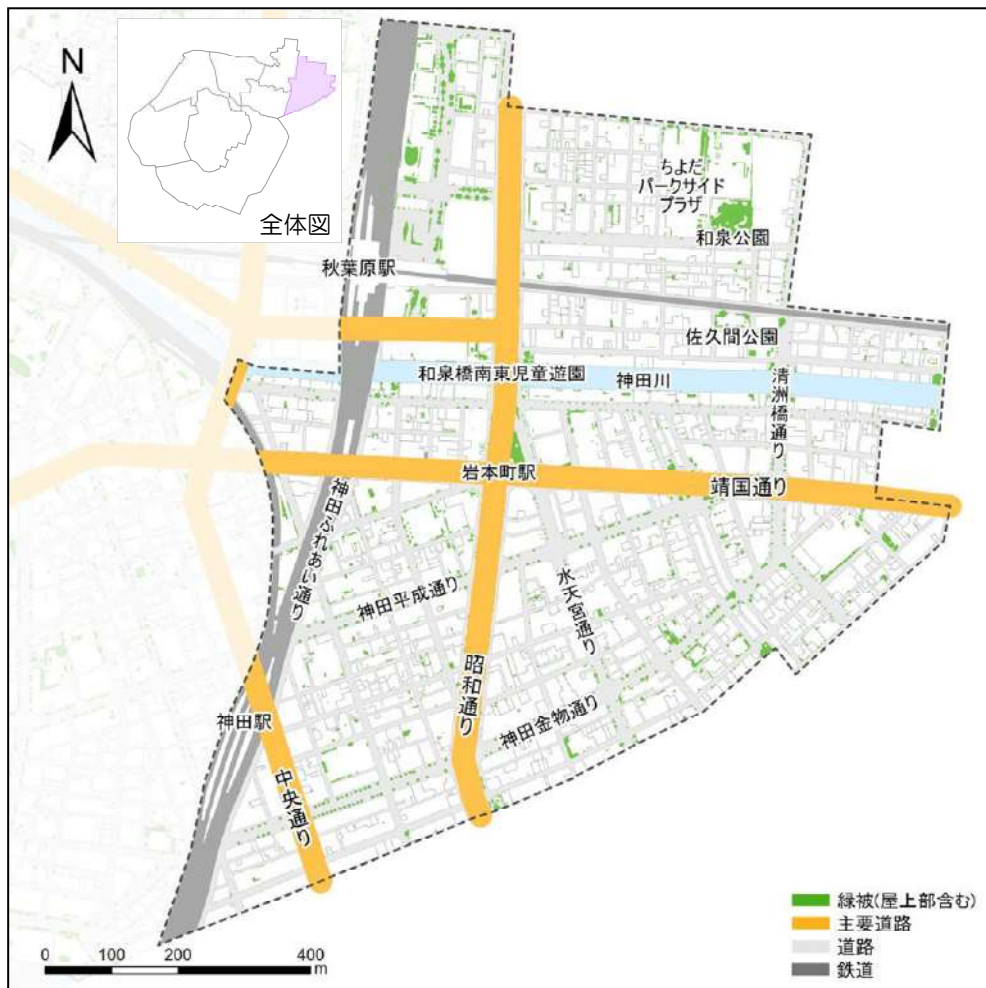 N
全体図
ちよだ
パークサイド
プラザ
和泉公園
秋葉原駅
佐久間公園
和泉橋南東児童遊園
神田川
清洲橋通り
岩本町駅
靖国通り
神田ふれあい通り
神田平成通り
水天宮通り
昭和通り
神田金物通り
神田駅
中央通り
緑被(屋上部含む)
主要道路
道路
鉄道
0 100 200 400
m